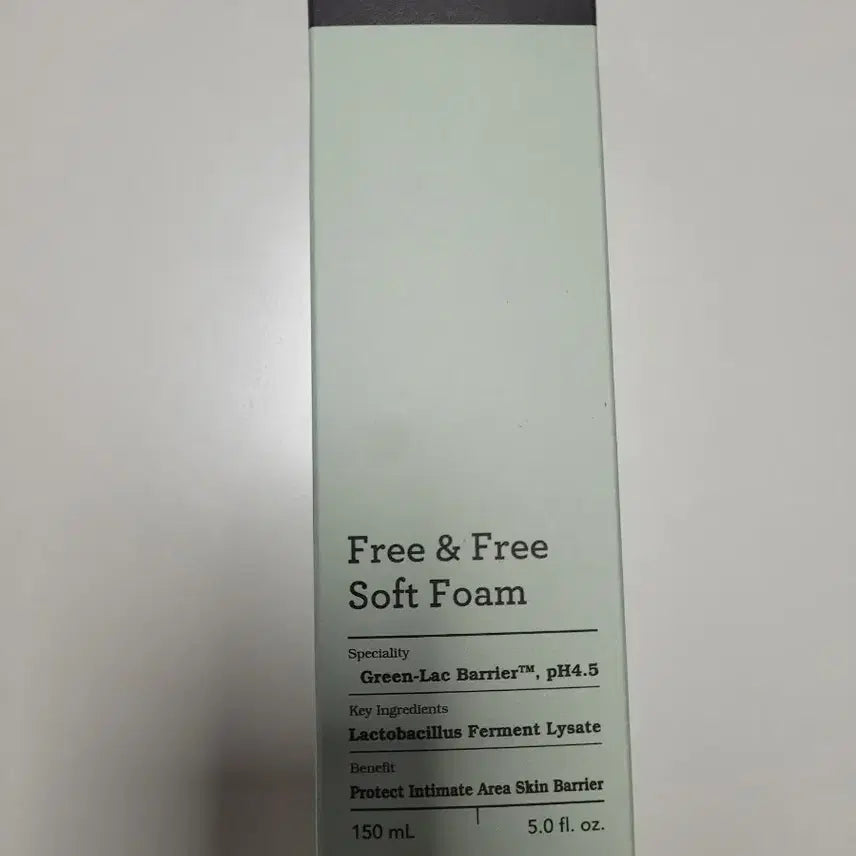 Free & Free
Soft Foam
Speciality
Green-Lac Barrier™, pH4.5
Key Ingredients
Lactobacillus Ferment Lysate
Benefit
Protect Intimate Area Skin Barrier
150 mL 5.0 fl. oz.